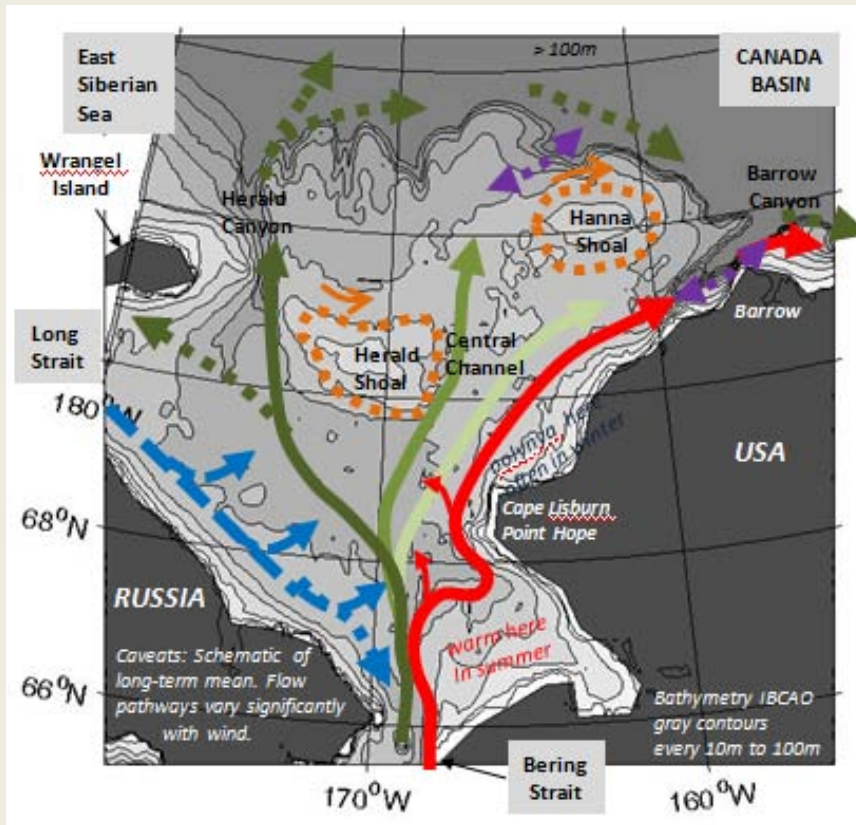 East
Siberian
Sea
> 100m
CANADA
BASIN
Wrangel
Island
Herald
Canyon
Barrow
Canyon
Hanna
Shoal
Long
Strait
Barrow
Herald
Shoal
Central
Channel
180°W
polynya here
often in winter
USA
68°N
Cape Lisburn
Point Hope
RUSSIA
warm here
In summer
Caveats: Schematic of
long-term mean. Flow
pathways vary significantly
with wind.
66°N
Bathymetry IBCAO
gray contours
every 10m to 100m
Bering
Strait
170°W
160°W